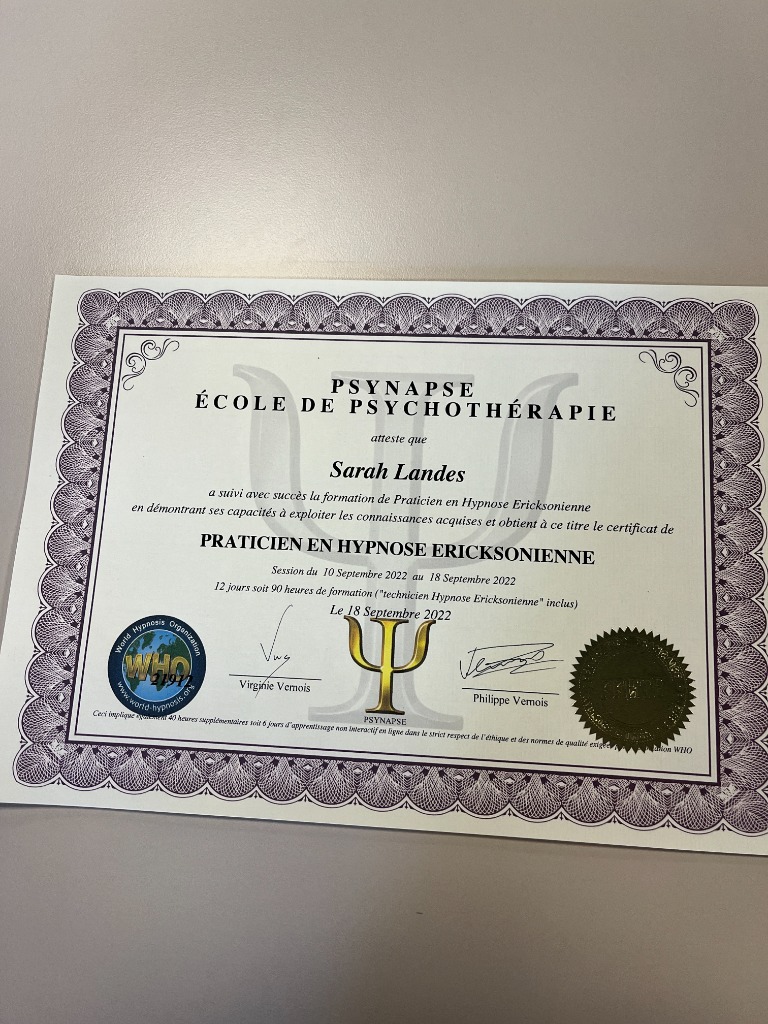 PSYNAPSE
ÉCOLE DE PSYCHOTHÉRAPIE
atteste que
Sarah Landes
a suivi avec succès la formation de Praticien en Hypnose Ericksonienne
en démontrant ses capacités à exploiter les connaissances acquises et obtient à ce titre le certificat de
PRATICIEN EN HYPNOSE ERICKSONIENNE
Session du 10 Septembre 2022 au 18 Septembre 2022
12 jours soit 90 heures de formation ("technicien Hypnose Ericksonienne" inclus)
Le 18 Septembre 2022
World Hypnosis Organization
WHO
21947
www.world-hypnosis.org
Virginie Vernois
PSYNAPSE
Philippe Vernois
Ceci implique également 40 heures supplémentaires soit 6 jours d'apprentissage non interactif en ligne dans le strict respect de l'éthique et des normes de qualité WHO